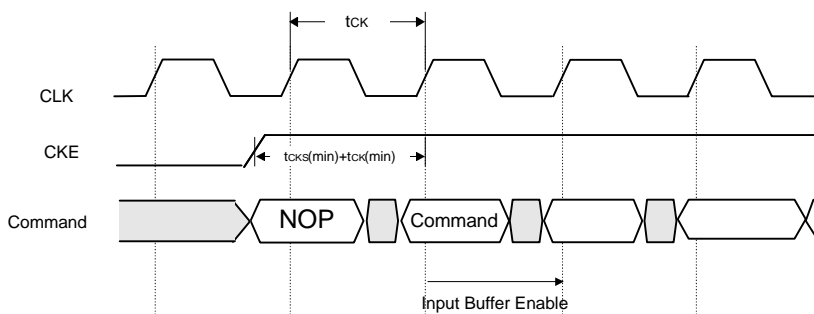 tCK
CLK
CKE
tCKS(min)+tCK(min)
Command
NOP
Command
Input Buffer Enable